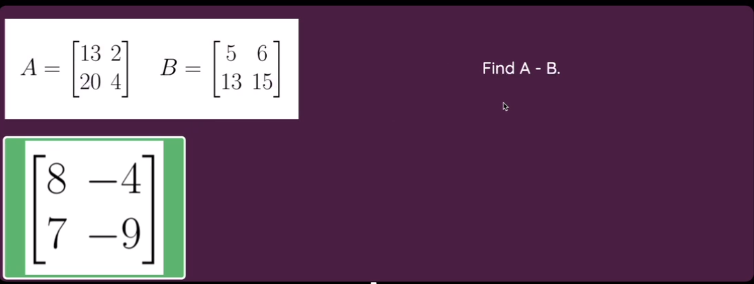 A = [13 2
20 4] B = [5 6
13 15]
Find A - B.
[8 −4
7 −9]